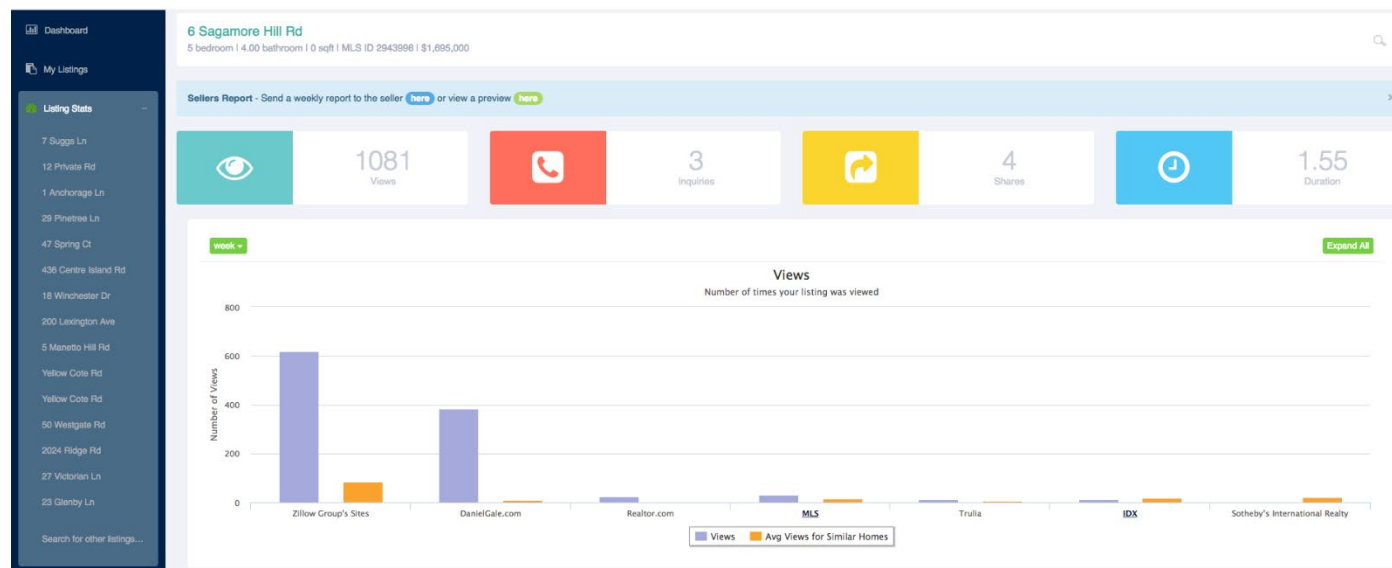 Dashboard
My Listings
Listing Stats
7 Suggs Ln
12 Private Rd
1 Anchorage Ln
29 Pinetree Ln
47 Spring Ct
436 Centre Island Rd
18 Winchester Dr
200 Lexington Ave
5 Manetto Hill Rd
Yellow Cote Rd
Yellow Cote Rd
50 Westgate Rd
2024 Ridge Rd
27 Victorian Ln
23 Glenby Ln
Search for other listings...
6 Sagamore Hill Rd
5 bedroom | 4.00 bathroom | 0 sqft | MLS ID 2943996 | $1,695,000
Sellers Report - Send a weekly report to the seller here or view a preview here
1081
Views
3
Inquiries
4
Shares
1.55
Duration
week
Expand All
Views
Number of times your listing was viewed
Number of Views
800
600
400
200
0
Zillow Group's Sites DanielGale.com Realtor.com MLS Trulia IDX Sotheby's International Realty
Views Avg Views for Similar Homes